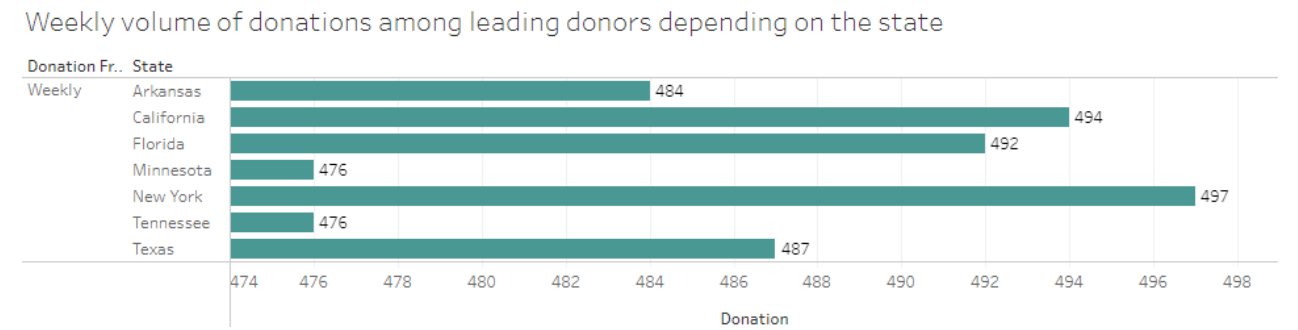 Weekly volume of donations among leading donors depending on the state
Donation Fr.. State
Weekly Arkansas 484
California 494
Florida 492
Minnesota 476
New York 497
Tennessee 476
Texas 487
474 476 478 480 482 484 486 488 490 492 494 496 498
Donation